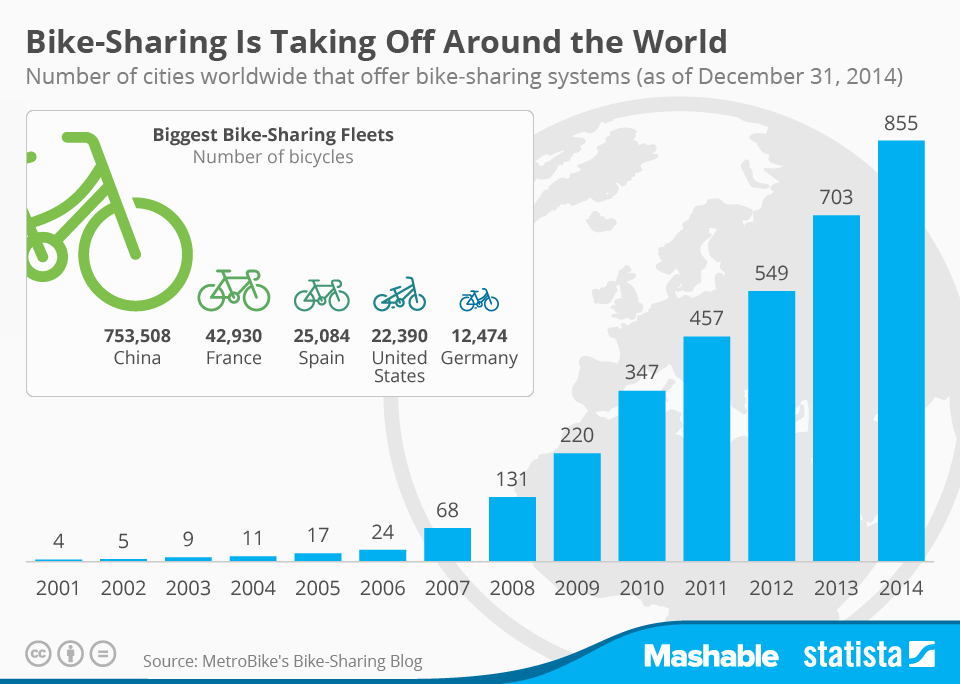 Bike-Sharing Is Taking Off Around the World
Number of cities worldwide that offer bike-sharing systems (as of December 31, 2014)
Biggest Bike-Sharing Fleets
Number of bicycles
753,508 42,930 25,084 22,390 12,474
China France Spain United Germany
States
855
703
549
457
347
220
131
68
24
17
11
9
5
4
2001 2002 2003 2004 2005 2006 2007 2008 2009 2010 2011 2012 2013 2014
cc =
Source: MetroBike's Bike-Sharing Blog
Mashable statista